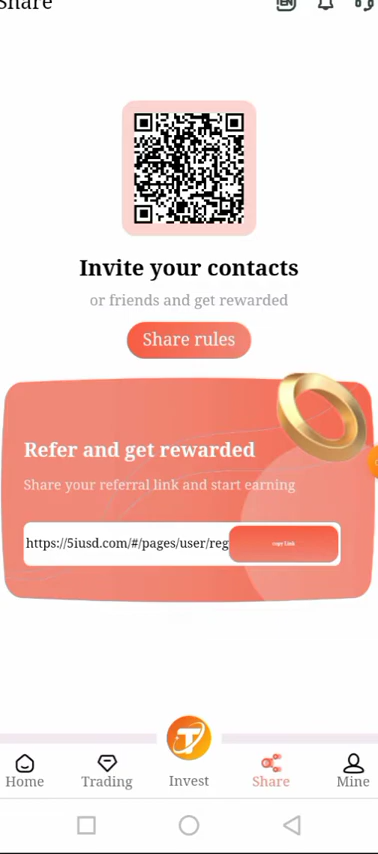 Share
EN
Invite your contacts
or friends and get rewarded
Share rules
Refer and get rewarded
Share your referral link and start earning
https://5iusd.com/#/pages/user/reg
copy link
Home
Trading
Invest
Share
Mine